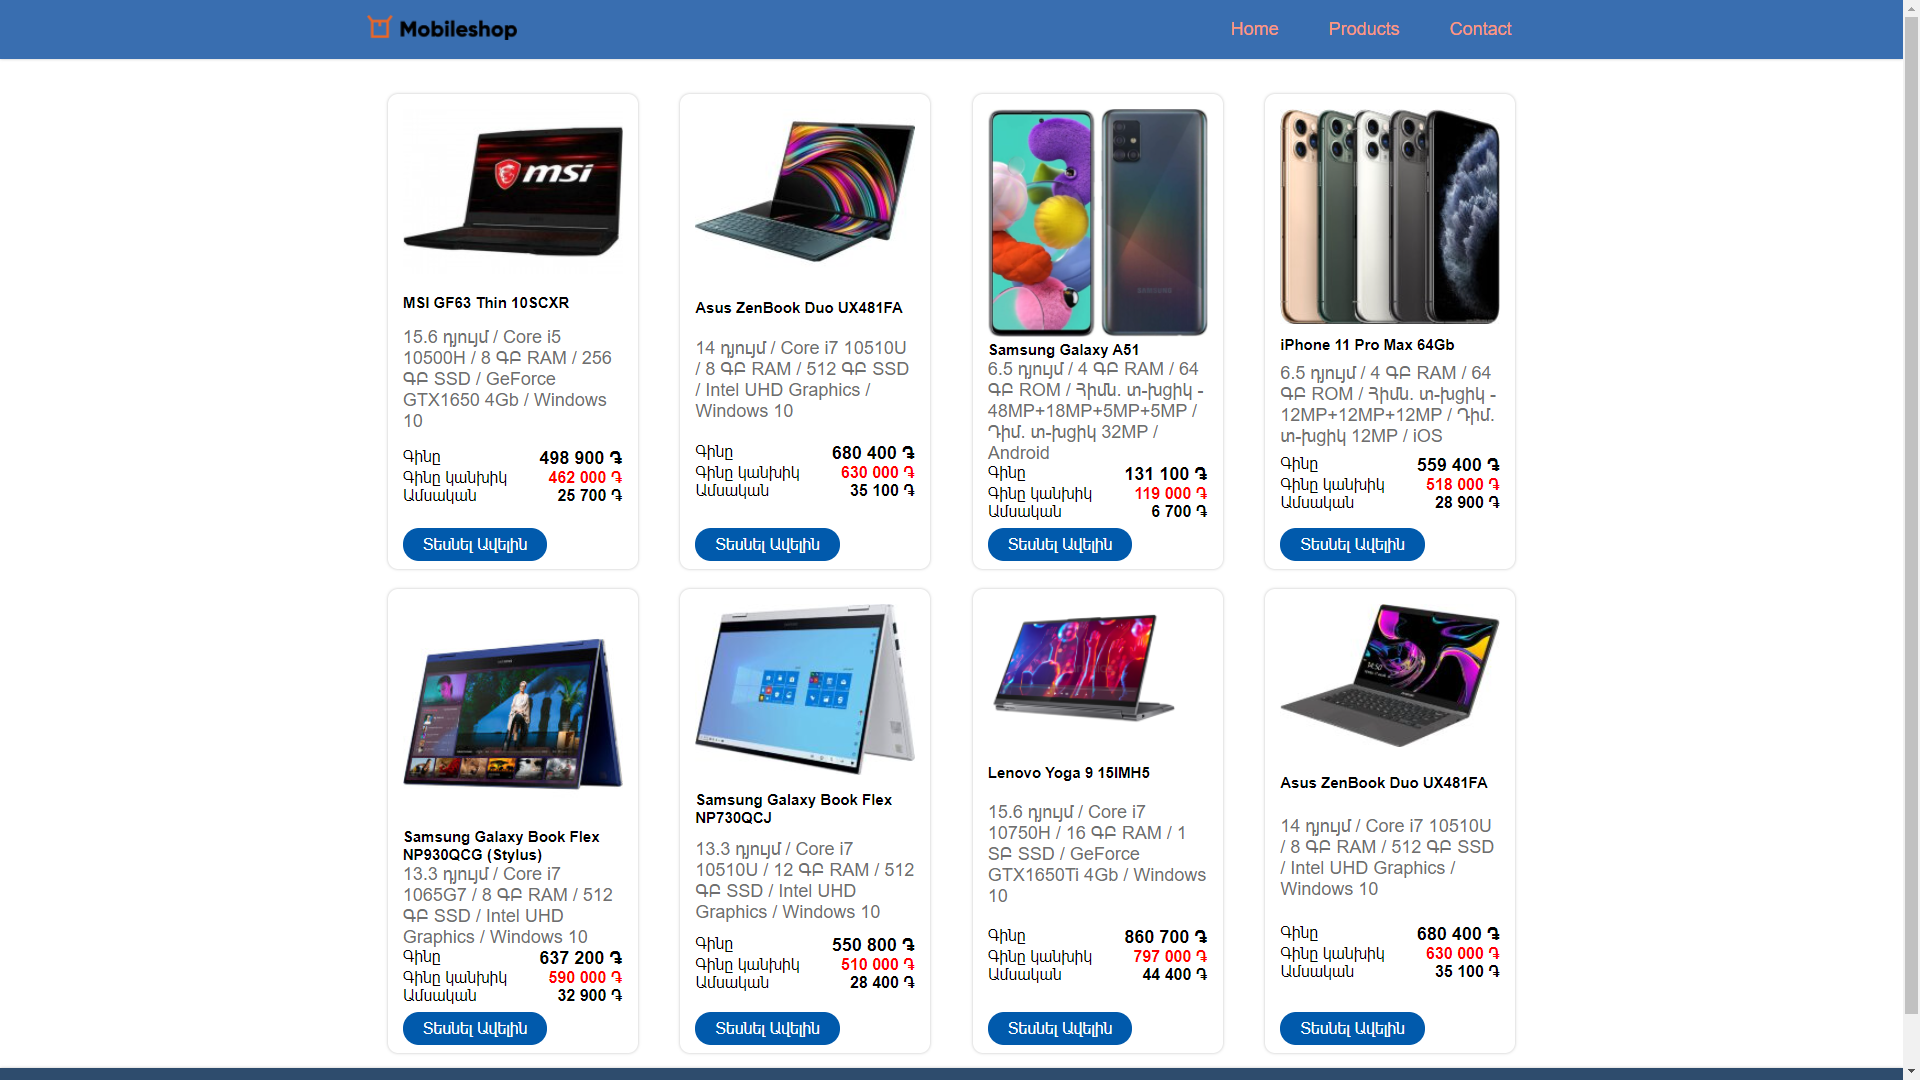 Mobileshop
Home
Products
Contact
msi
MSI GF63 Thin 10SCXR
15.6 դյույմ / Core i5
10500H / 8 ԳԲ RAM / 256
ԳԲ SSD / GeForce
GTX1650 4Gb / Windows
10
Գինը 498 900 ֏
Գինը կանխիկ 462 000 ֏
Ամսական 25 700 ֏
Տեսնել Ավելին
Asus ZenBook Duo UX481FA
14 դյույմ / Core i7 10510U
/ 8 ԳԲ RAM / 512 ԳԲ SSD
/ Intel UHD Graphics /
Windows 10
Գինը 680 400 ֏
Գինը կանխիկ 630 000 ֏
Ամսական 35 100 ֏
Տեսնել Ավելին
SAMSUNG
Samsung Galaxy A51
6.5 դյույմ / 4 ԳԲ RAM / 64
ԳԲ ROM / Հիմն. տ-խցիկ -
48MP+18MP+5MP+5MP /
Դիմ. տ-խցիկ 32MP /
Android
Գինը 131 100 ֏
Գինը կանխիկ 119 000 ֏
Ամսական 6 700 ֏
Տեսնել Ավելին
iPhone 11 Pro Max 64Gb
6.5 դյույմ / 4 ԳԲ RAM / 64
ԳԲ ROM / Հիմն. տ-խցիկ -
12MP+12MP+12MP / Դիմ.
տ-խցիկ 12MP / iOS
Գինը 559 400 ֏
Գինը կանխիկ 518 000 ֏
Ամսական 28 900 ֏
Տեսնել Ավելին
Samsung Galaxy Book Flex
NP930QCG (Stylus)
13.3 դյույմ / Core i7
1065G7 / 8 ԳԲ RAM / 512
ԳԲ SSD / Intel UHD
Graphics / Windows 10
Գինը 637 200 ֏
Գինը կանխիկ 590 000 ֏
Ամսական 32 900 ֏
Տեսնել Ավելին
Samsung Galaxy Book Flex
NP730QCJ
13.3 դյույմ / Core i7
10510U / 12 ԳԲ RAM / 512
ԳԲ SSD / Intel UHD
Graphics / Windows 10
Գինը 550 800 ֏
Գինը կանխիկ 510 000 ֏
Ամսական 28 400 ֏
Տեսնել Ավելին
Lenovo Yoga 9 15IMH5
15.6 դյույմ / Core i7
10750H / 16 ԳԲ RAM / 1
ՏԲ SSD / GeForce
GTX1650Ti 4Gb / Windows
10
Գինը 860 700 ֏
Գինը կանխիկ 797 000 ֏
Ամսական 44 400 ֏
Տեսնել Ավելին
14:50
Asus ZenBook Duo UX481FA
14 դյույմ / Core i7 10510U
/ 8 ԳԲ RAM / 512 ԳԲ SSD
/ Intel UHD Graphics /
Windows 10
Գինը 680 400 ֏
Գինը կանխիկ 630 000 ֏
Ամսական 35 100 ֏
Տեսնել Ավելին